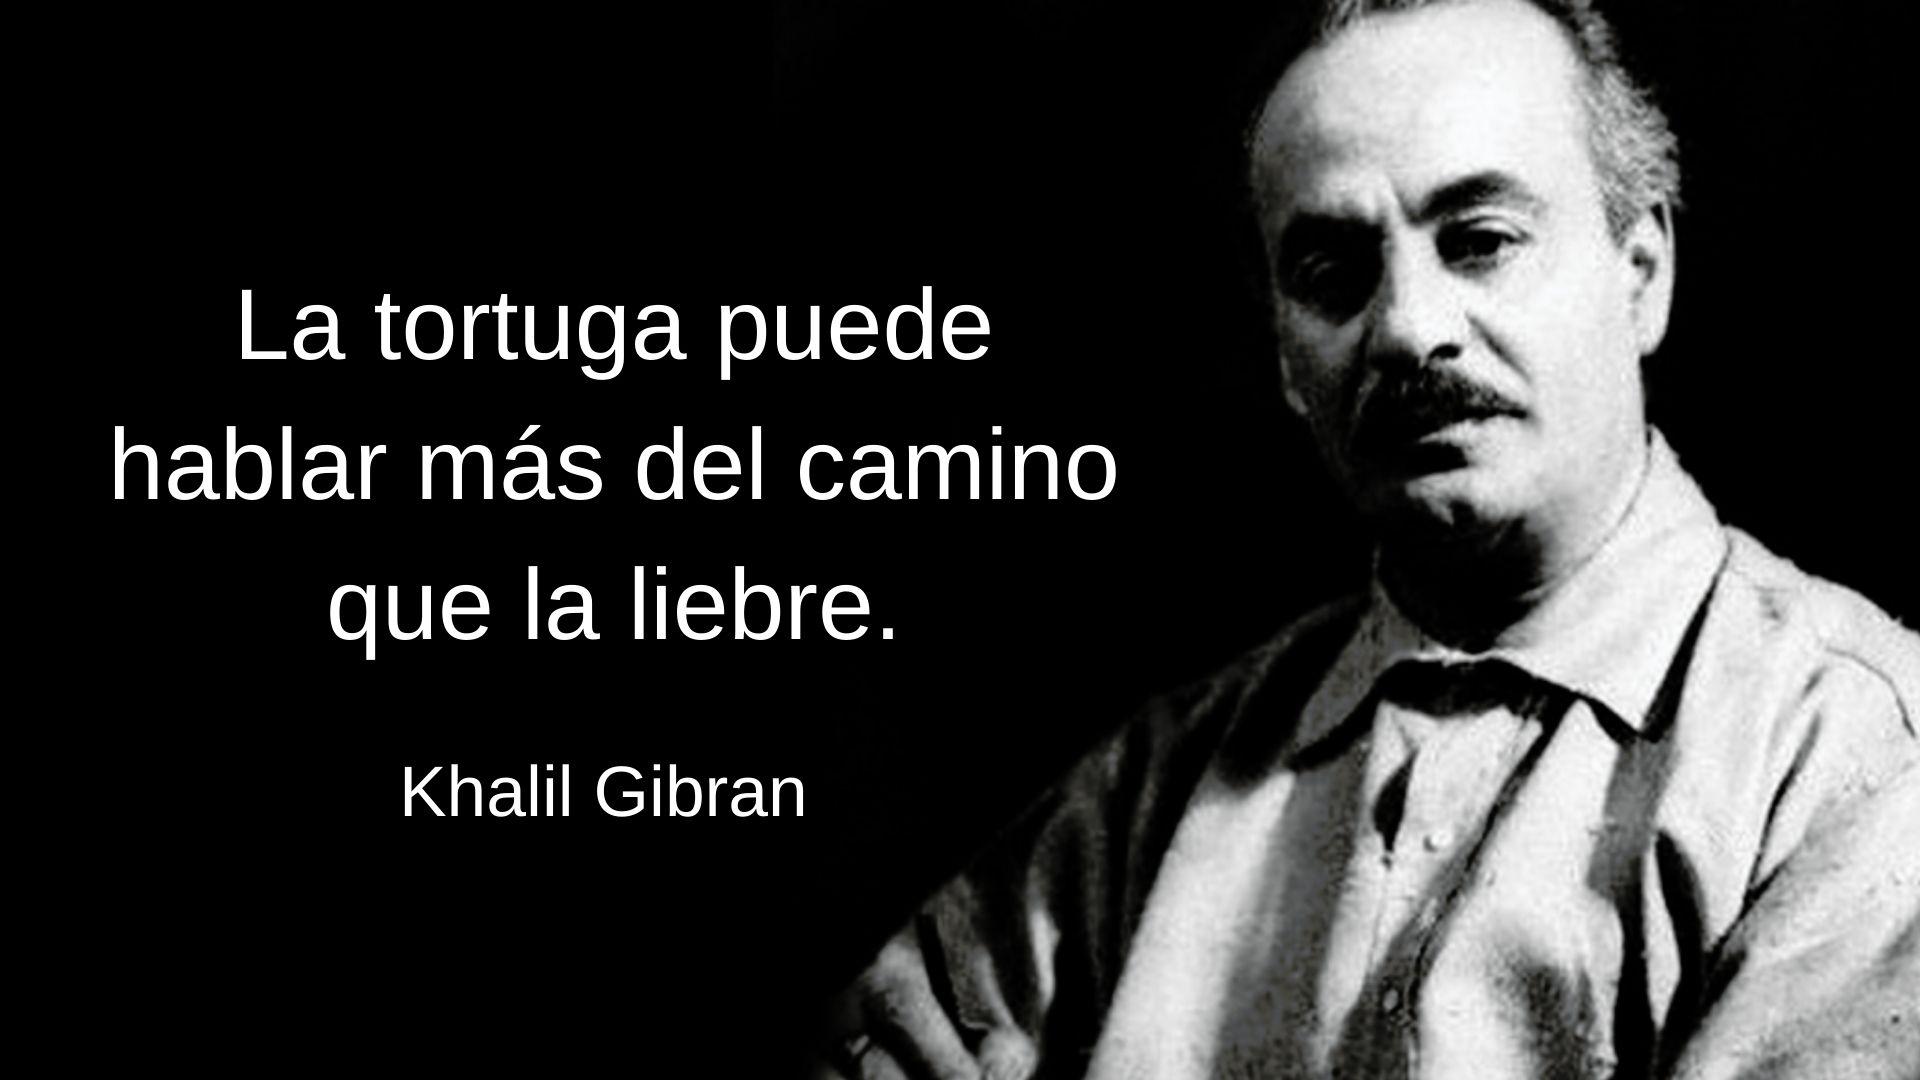 La tortuga puede
hablar más del camino
que la liebre.
Khalil Gibran